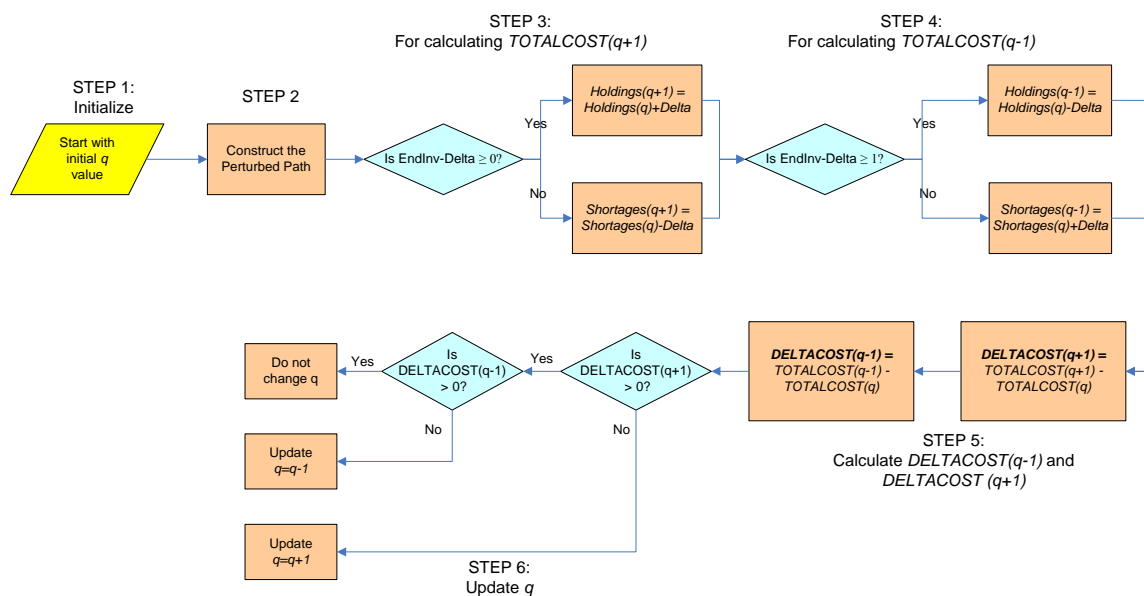 STEP 3:
For calculating TOTALCOST(q+1)
STEP 4:
For calculating TOTALCOST(q-1)
STEP 1:
Initialize
STEP 2
Start with
initial q
value
Construct the
Perturbed Path
Is EndInv-Delta ≥ 0?
Yes
No
Holdings(q+1) =
Holdings(q)+Delta
Shortages(q+1) =
Shortages(q)-Delta
Is EndInv-Delta ≥ 1?
Yes
No
Holdings(q-1) =
Holdings(q)-Delta
Shortages(q-1) =
Shortages(q)+Delta
DELTACOST(q+1) =
TOTALCOST(q+1) -
TOTALCOST(q)
DELTACOST(q-1) =
TOTALCOST(q-1) -
TOTALCOST(q)
STEP 5:
Calculate DELTACOST(q-1) and
DELTACOST (q+1)
Is
DELTACOST(q+1)
> 0?
Yes
No
Is
DELTACOST(q-1)
> 0?
Yes
No
Do not
change q
Update
q=q-1
Update
q=q+1
STEP 6:
Update q